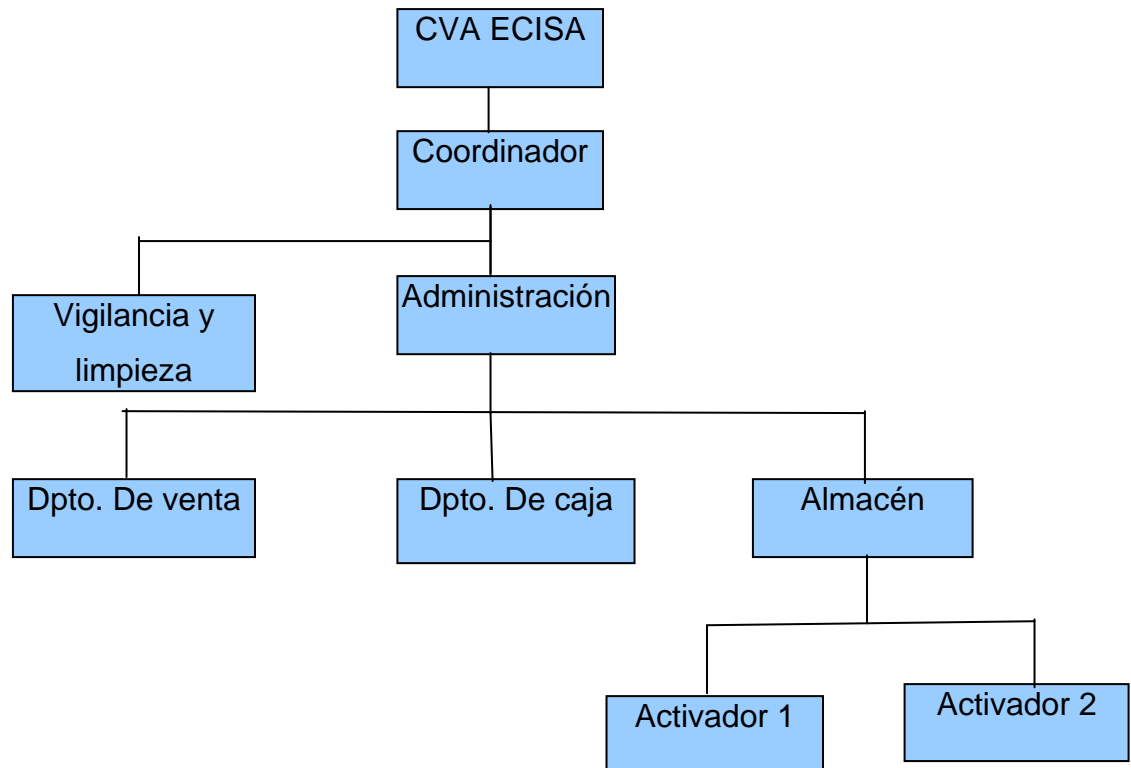 CVA ECISA
Coordinador
Vigilancia y
limpieza
Administración
Dpto. De venta
Dpto. De caja
Almacén
Activador 1
Activador 2